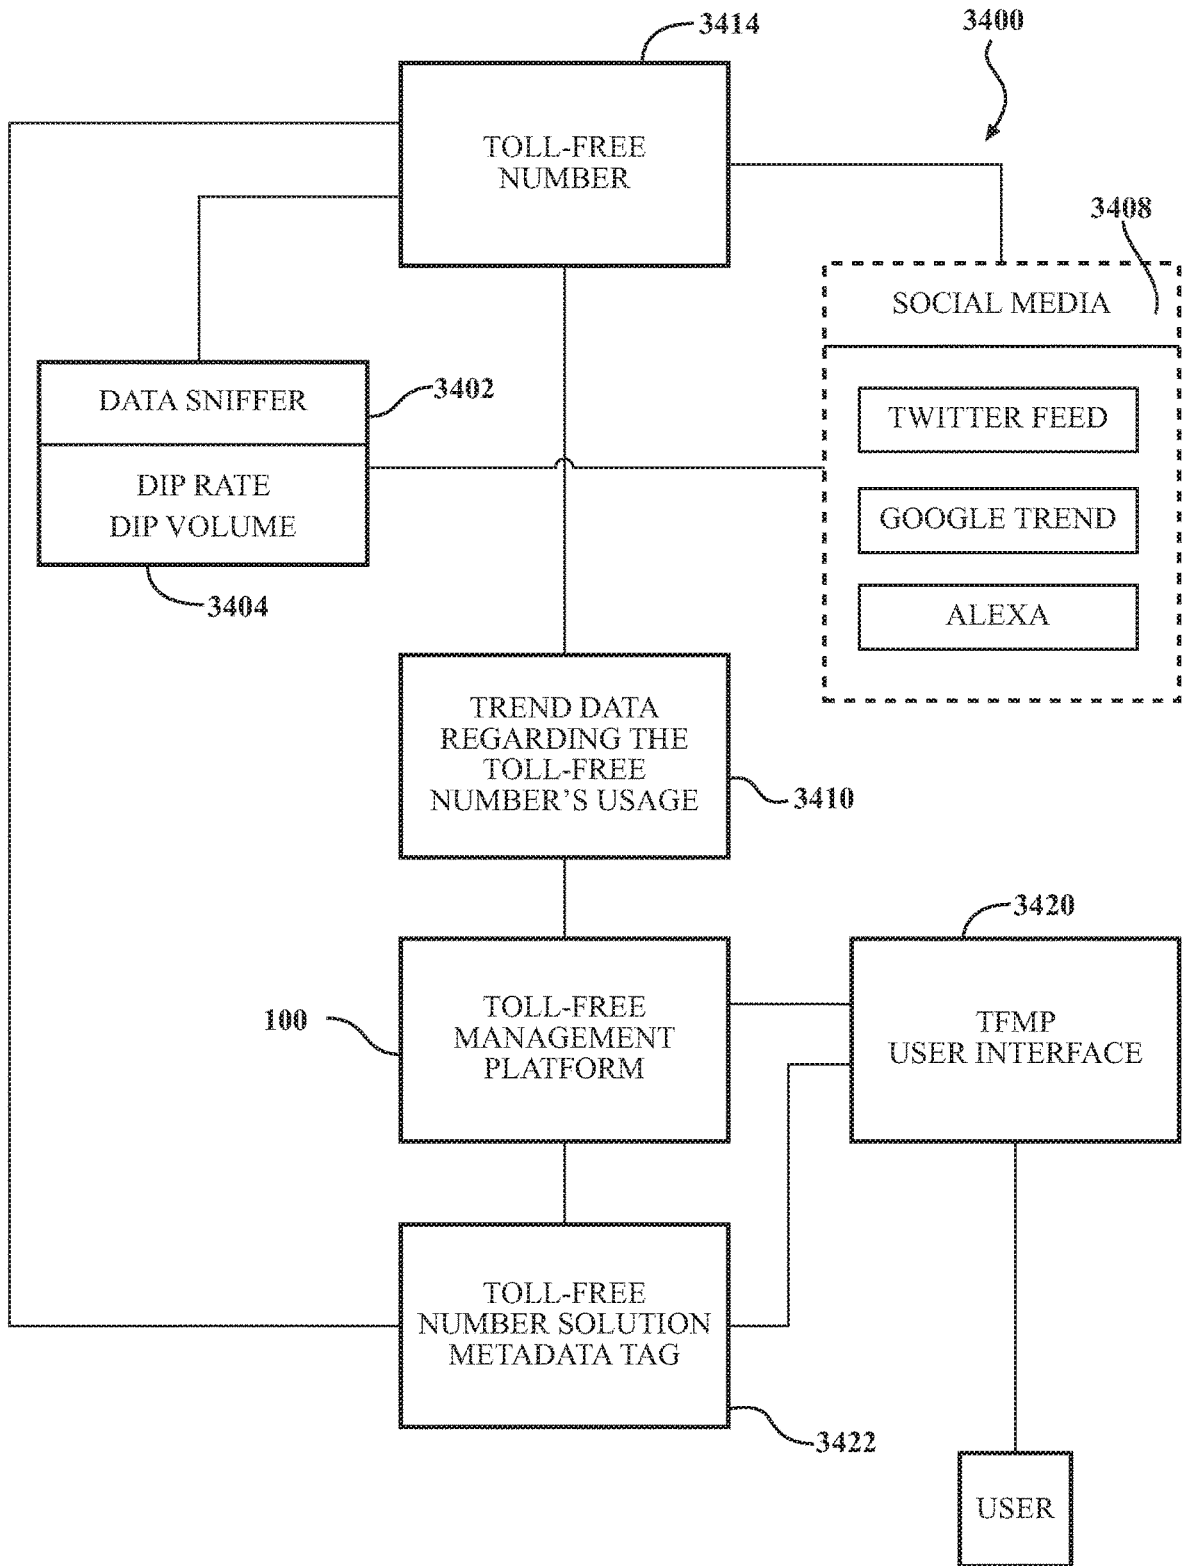 3414
3400
TOLL-FREE
NUMBER
3408
SOCIAL MEDIA
DATA SNIFFER
3402
TWITTER FEED
DIP RATE
DIP VOLUME
GOOGLE TREND
3404
ALEXA
TREND DATA
REGARDING THE
TOLL-FREE
NUMBER’S USAGE
3410
3420
100
TOLL-FREE
MANAGEMENT
PLATFORM
TFMP
USER INTERFACE
TOLL-FREE
NUMBER SOLUTION
METADATA TAG
3422
USER